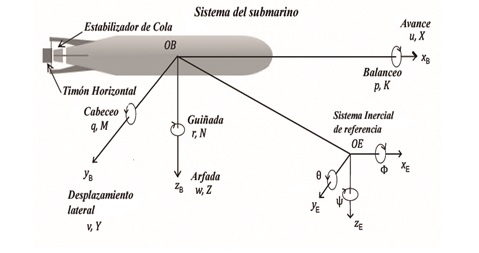 Sistema del submarino
Estabilizador de Cola
Avance
u, X
OB
x_B
Balanceo
p, K
Timón Horizontal
Cabeceo
q, M
Guiñada
r, N
Sistema Inercial
de referencia
OE
x_E
Φ
θ
y_E
ψ
z_E
y_B
z_B
Arfada
w, Z
Desplazamiento
lateral
v, Y